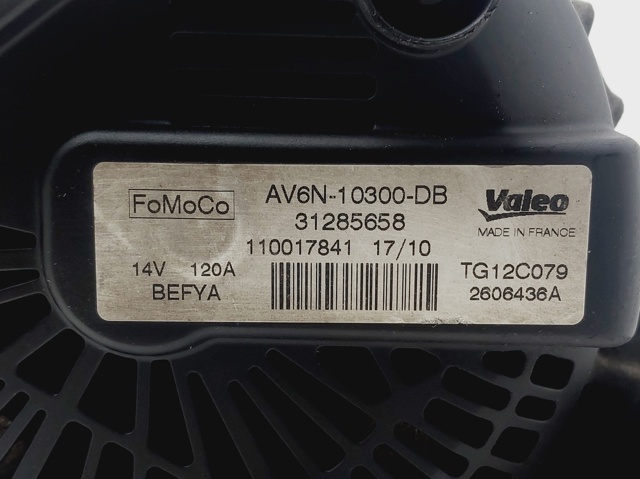 FoMoCo
AV6N-10300-DB
31285658
110017841 17/10
14V 120A
BEFYA
Valeo
MADE IN FRANCE
TG12C079
2606436A